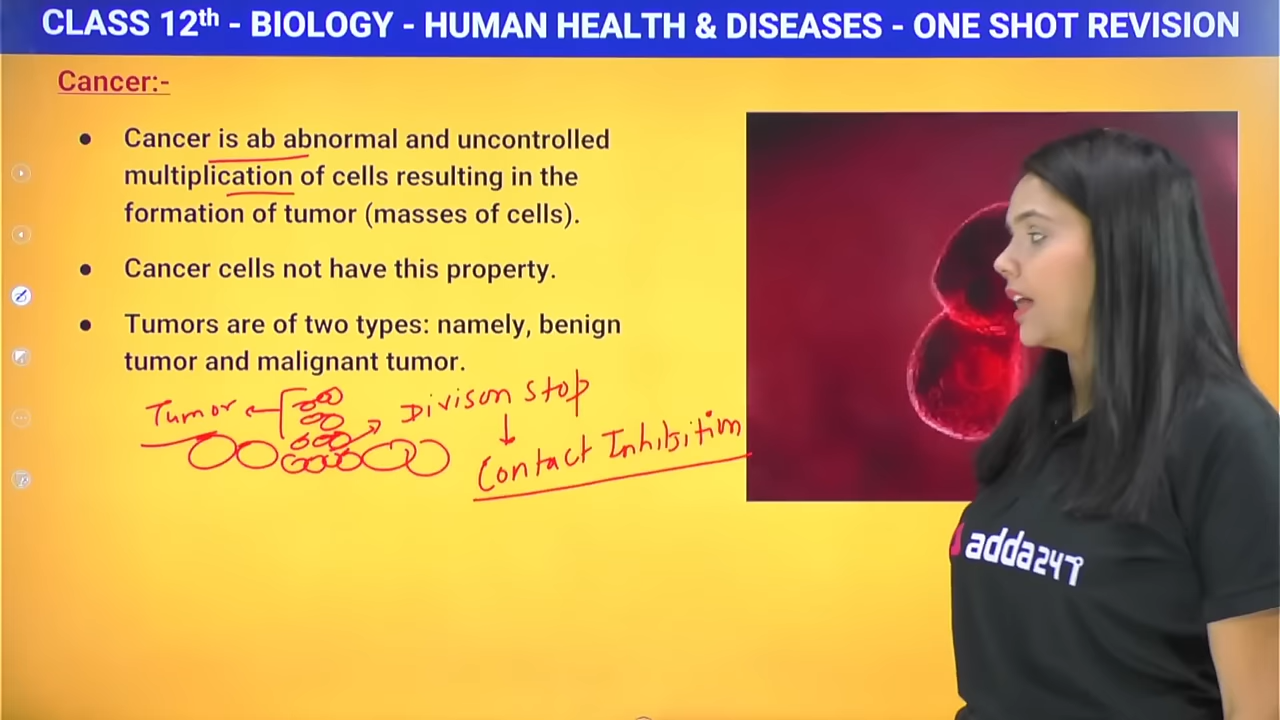 CLASS 12th - BIOLOGY - HUMAN HEALTH & DISEASES - ONE SHOT REVISION
Cancer:-
● Cancer is ab abnormal and uncontrolled
multiplication of cells resulting in the
formation of tumor (masses of cells).
● Cancer cells not have this property.
● Tumors are of two types: namely, benign
tumor and malignant tumor.
Tumor
Divison stop
Contact Inhibition
adda247